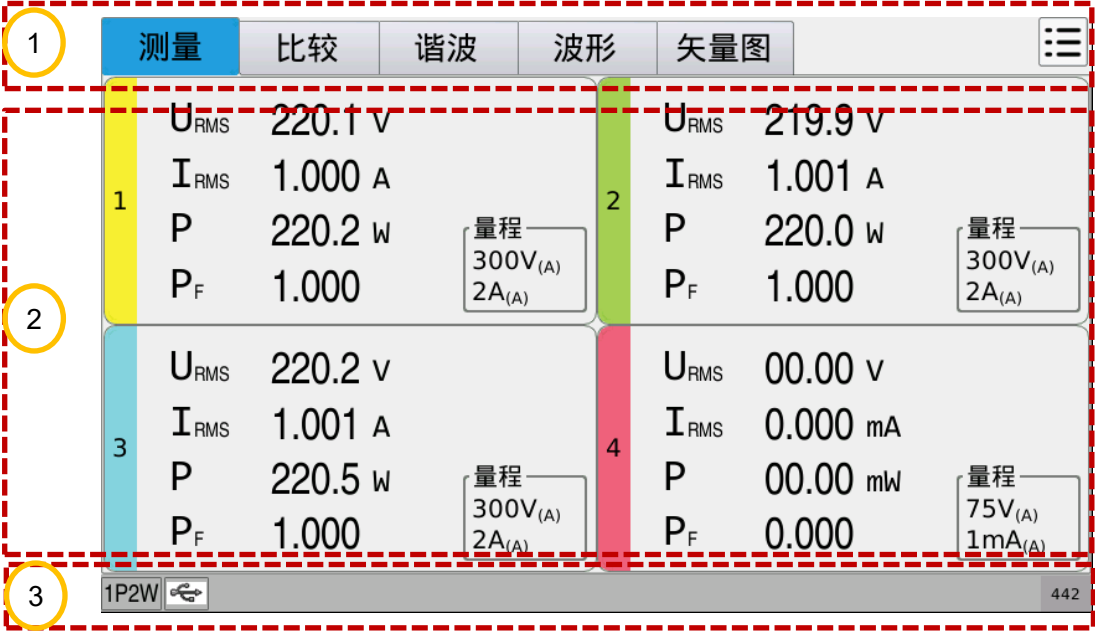 1
测量 比较 谐波 波形 矢量图
1
URMS 220.1 V
IRMS 1.000 A
P 220.2 W
PF 1.000
量程
300V(A)
2A(A)
2
URMS 219.9 V
IRMS 1.001 A
P 220.0 W
PF 1.000
量程
300V(A)
2A(A)
2
3
URMS 220.2 V
IRMS 1.001 A
P 220.5 W
PF 1.000
量程
300V(A)
2A(A)
4
URMS 00.00 V
IRMS 0.000 mA
P 00.00 mW
PF 0.000
量程
75V(A)
1mA(A)
3
1P2W
442